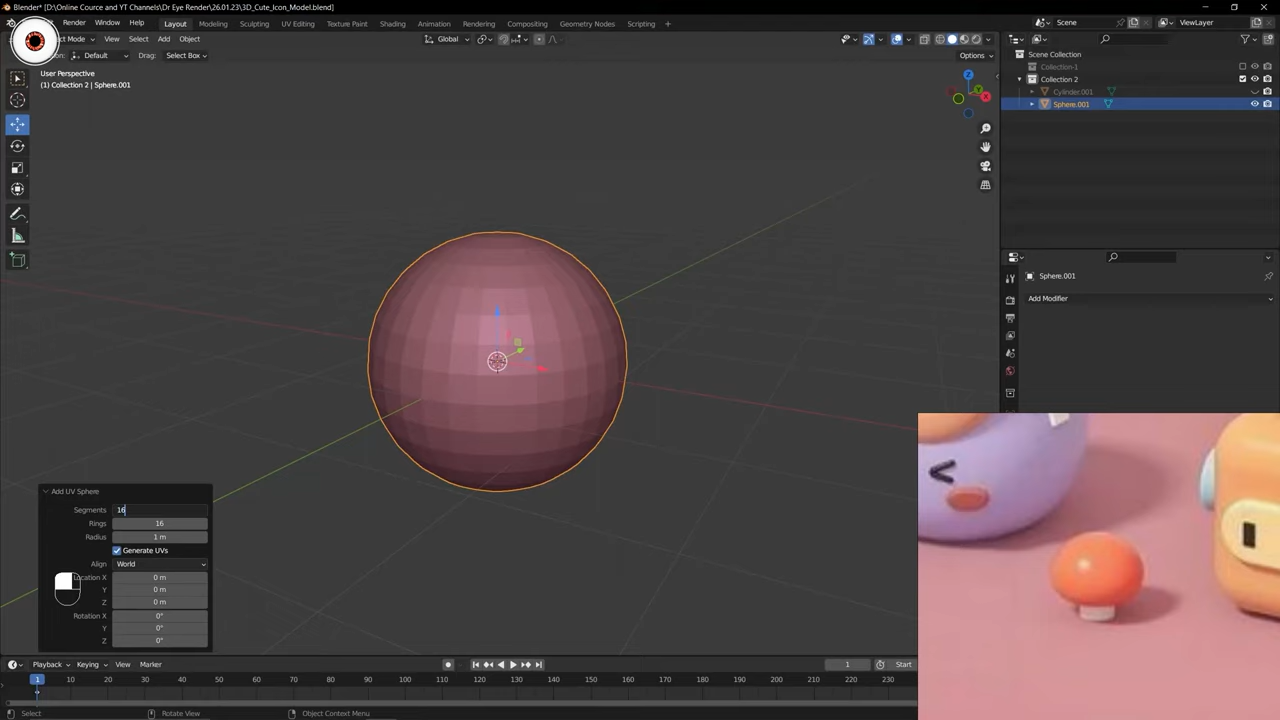 Blender* [D:\Online Cource and YT Channels\Dr Eye Render\26.01.23\3D_Cute_Icon_Model.blend]
Render Window Help Layout Modeling Sculpting UV Editing Texture Paint Shading Animation Rendering Compositing Geometry Nodes Scripting + Scene ViewLayer
Mode View Select Add Object Global
Default Drag: Select Box Options
User Perspective
(1) Collection 2 | Sphere.001
Scene Collection
Collection-1
Collection 2
Cylinder.001
Sphere.001
Z
Y
X
Sphere.001
Add Modifier
Add UV Sphere
Segments 16
Rings 16
Radius 1 m
Generate UVs
Align World
Location X 0 m
Y 0 m
Z 0 m
Rotation X 0°
Y 0°
Z 0°
Playback Keying View Marker 1 Start
1 10 20 30 40 50 60 70 80 90 100 110 120 130 140 150 160 170 180 190 200 210 220 230
Select Rotate View Object Context Menu